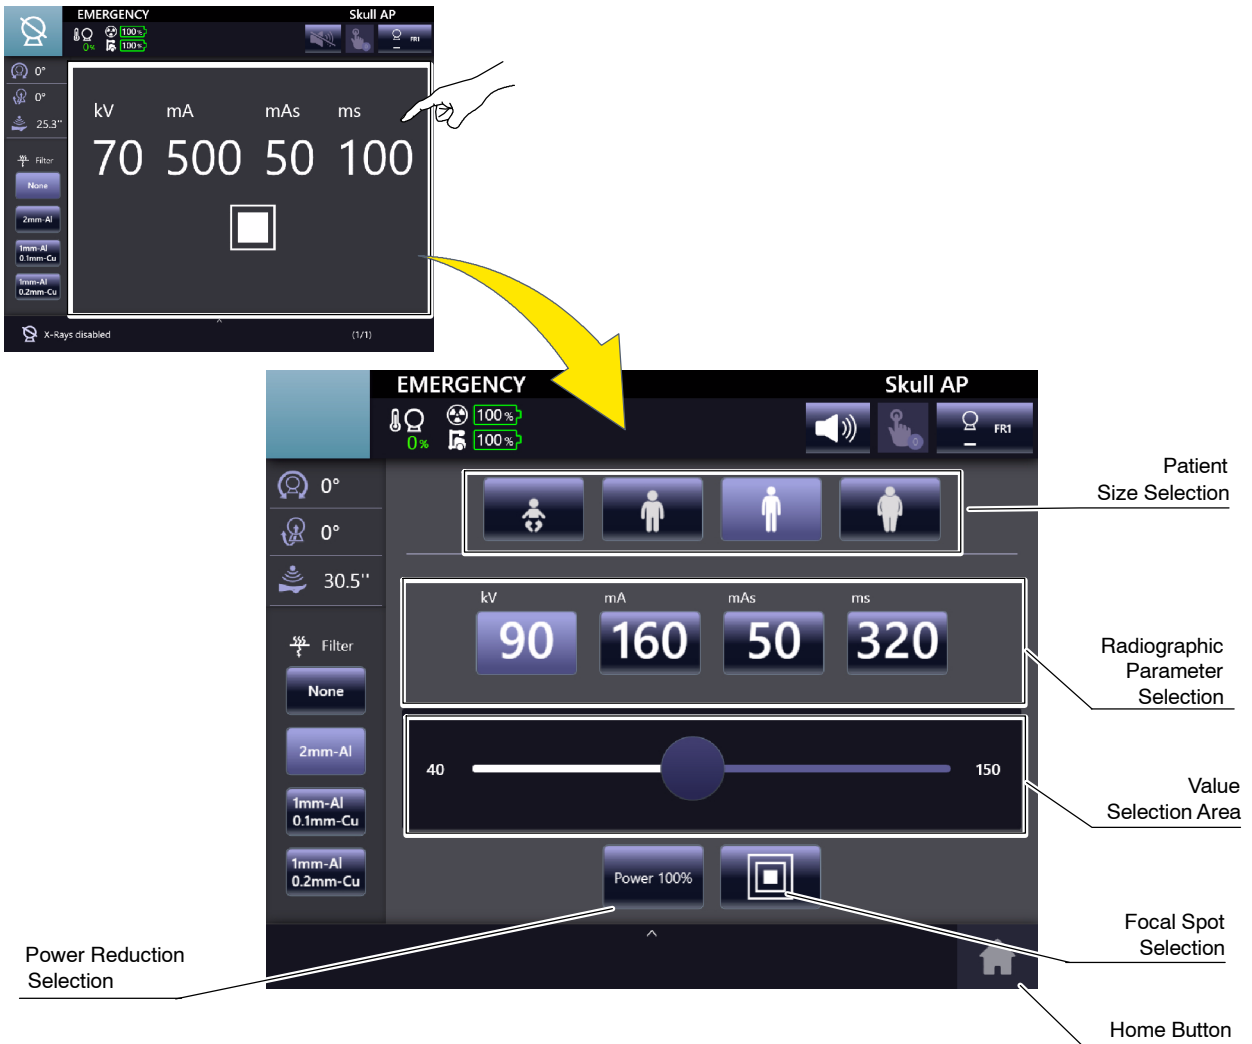 EMERGENCY
Skull AP
0%
100%
100%
FR1
0°
0°
25.3"
Filter
None
2mm-Al
1mm-Al
0.1mm-Cu
1mm-Al
0.2mm-Cu
kV
mA
mAs
ms
70
500
50
100
X-Rays disabled
(1/1)
EMERGENCY
Skull AP
0%
100%
100%
0
FR1
0°
0°
30.5''
Filter
None
2mm-Al
1mm-Al
0.1mm-Cu
1mm-Al
0.2mm-Cu
kV
mA
mAs
ms
90
160
50
320
40
150
Power 100%
Patient
Size Selection
Radiographic
Parameter
Selection
Value
Selection Area
Focal Spot
Selection
Power Reduction
Selection
Home Button